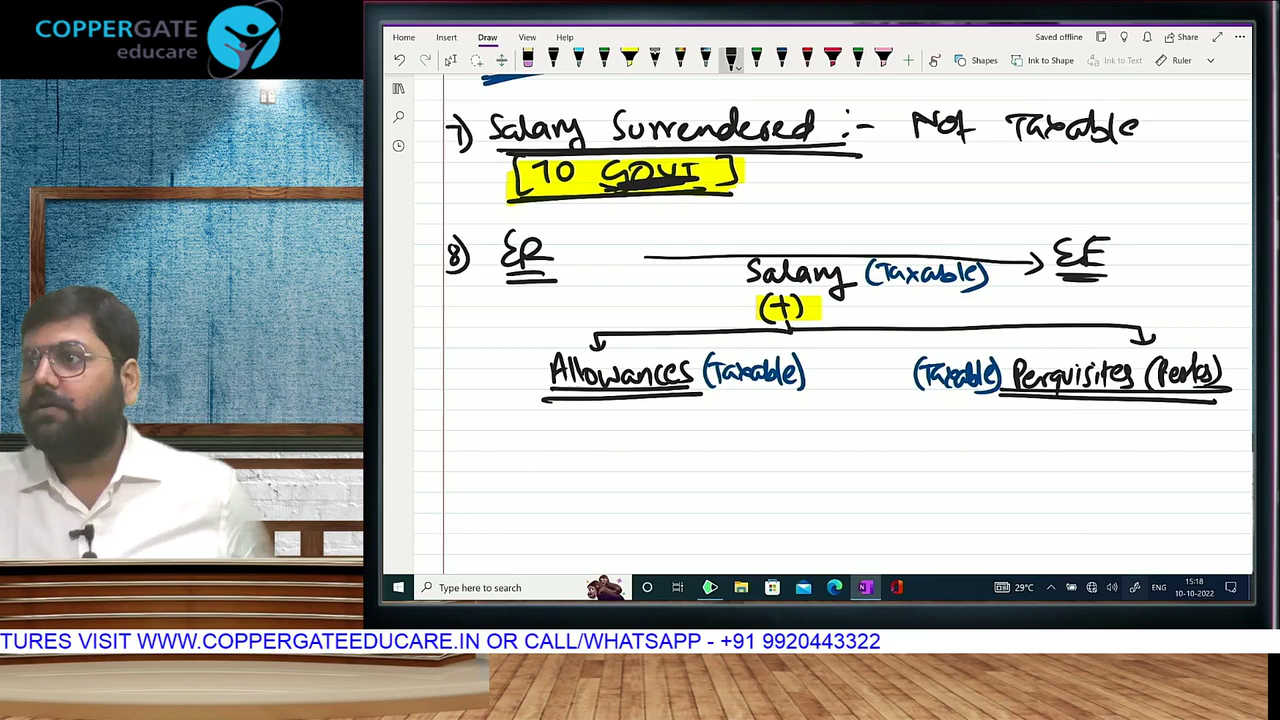 COPPERGATE
educare
Home Insert Draw View Help
Saved offline
Share
Shapes Ink to Shape Ink to Text Ruler
7) Salary Surrendered :- Not Taxable
[TO GOVT]
8) ER EE
Salary (Taxable)
(+)
Allowances (Taxable) (Taxable) Perquisites (Perks)
Type here to search
29°C ENG
15:18
10-10-2022
TURES VISIT WWW.COPPERGATEEDUCARE.IN OR CALL/WHATSAPP - +91 9920443322